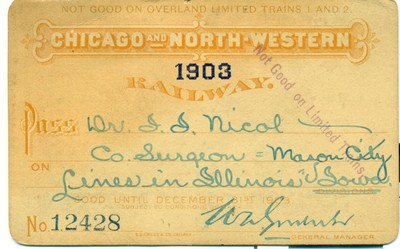 NOT GOOD ON OVERLAND LIMITED TRAINS 1 AND 2.
CHICAGO AND NORTH-WESTERN
1903
RAILWAY.
Not Good on Limited Trains
Pass Dr.
Nicol
ON Co. Surgeon = Mason City
Lines in Illinois & Iowa
GOOD UNTIL DECEMBER 31ST 1903
No 12428
GENERAL MANAGER.